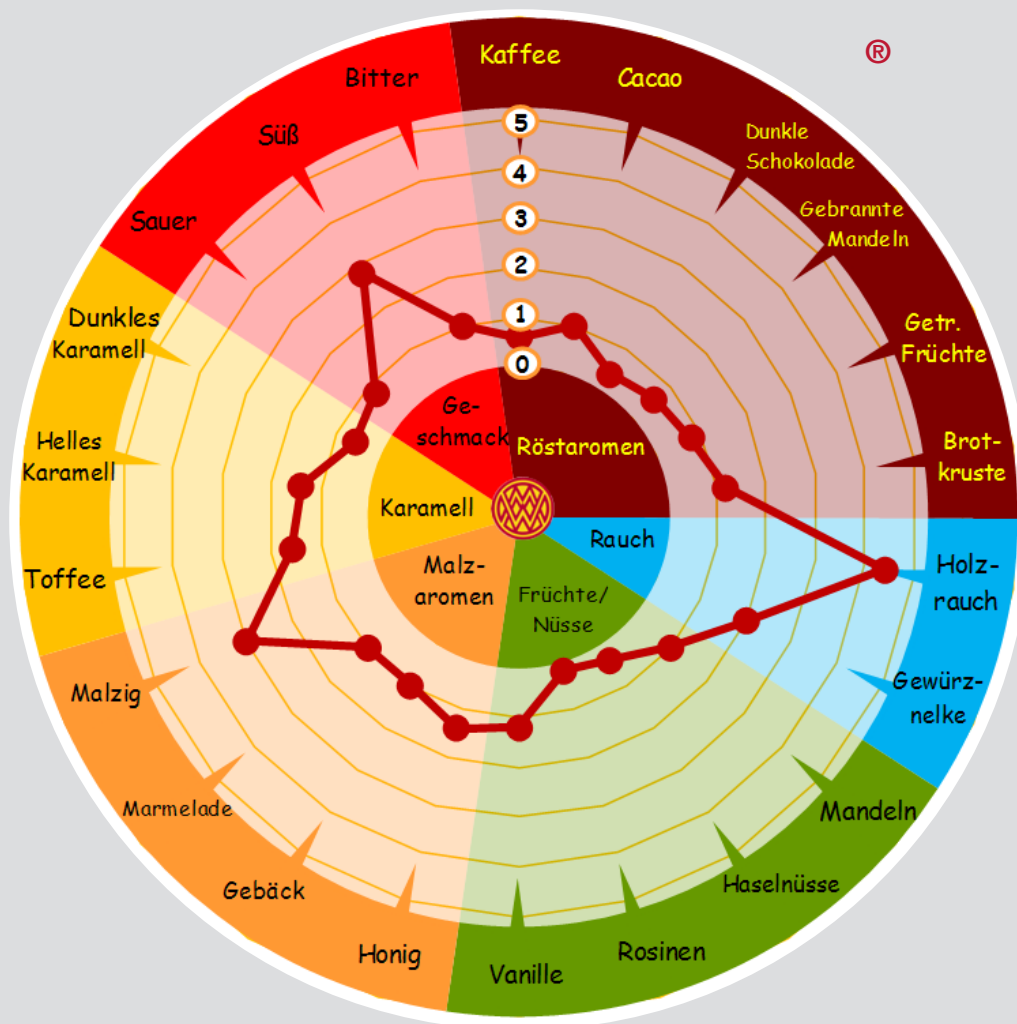 ®
Kaffee
Cacao
Dunkle
Schokolade
Gebrannte
Mandeln
Getr.
Früchte
Brot-
kruste
Holz-
rauch
Gewürz-
nelke
Mandeln
Haselnüsse
Rosinen
Vanille
Honig
Gebäck
Marmelade
Malzig
Toffee
Helles
Karamell
Dunkles
Karamell
Sauer
Süß
Bitter
5
4
3
2
1
0
Ge-
schmack
Röstaromen
Karamell
Rauch
Malz-
aromen
Früchte/
Nüsse